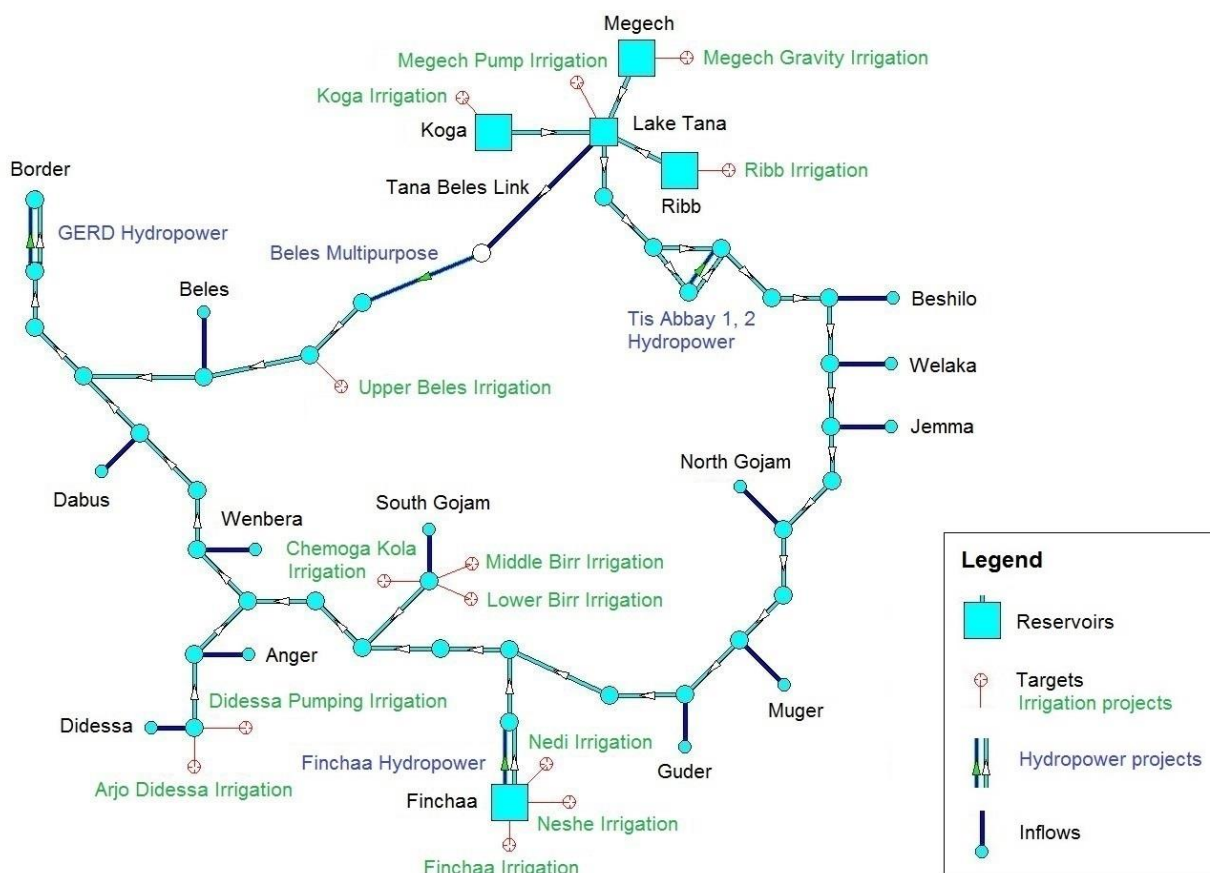 Megech
Megech Pump Irrigation
Megech Gravity Irrigation
Koga Irrigation
Koga
Lake Tana
Ribb Irrigation
Ribb
Tana Beles Link
Border
GERD Hydropower
Beles Multipurpose
Beles
Tis Abbay 1, 2
Hydropower
Beshilo
Welaka
Upper Beles Irrigation
Jemma
North Gojam
Dabus
South Gojam
Wenbera
Chemoga Kola
Irrigation
Middle Birr Irrigation
Lower Birr Irrigation
Anger
Didessa Pumping Irrigation
Didessa
Muger
Nedi Irrigation
Finchaa Hydropower
Guder
Arjo Didessa Irrigation
Finchaa
Neshe Irrigation
Finchaa Irrigation
Legend
Reservoirs
Targets
Irrigation projects
Hydropower projects
Inflows